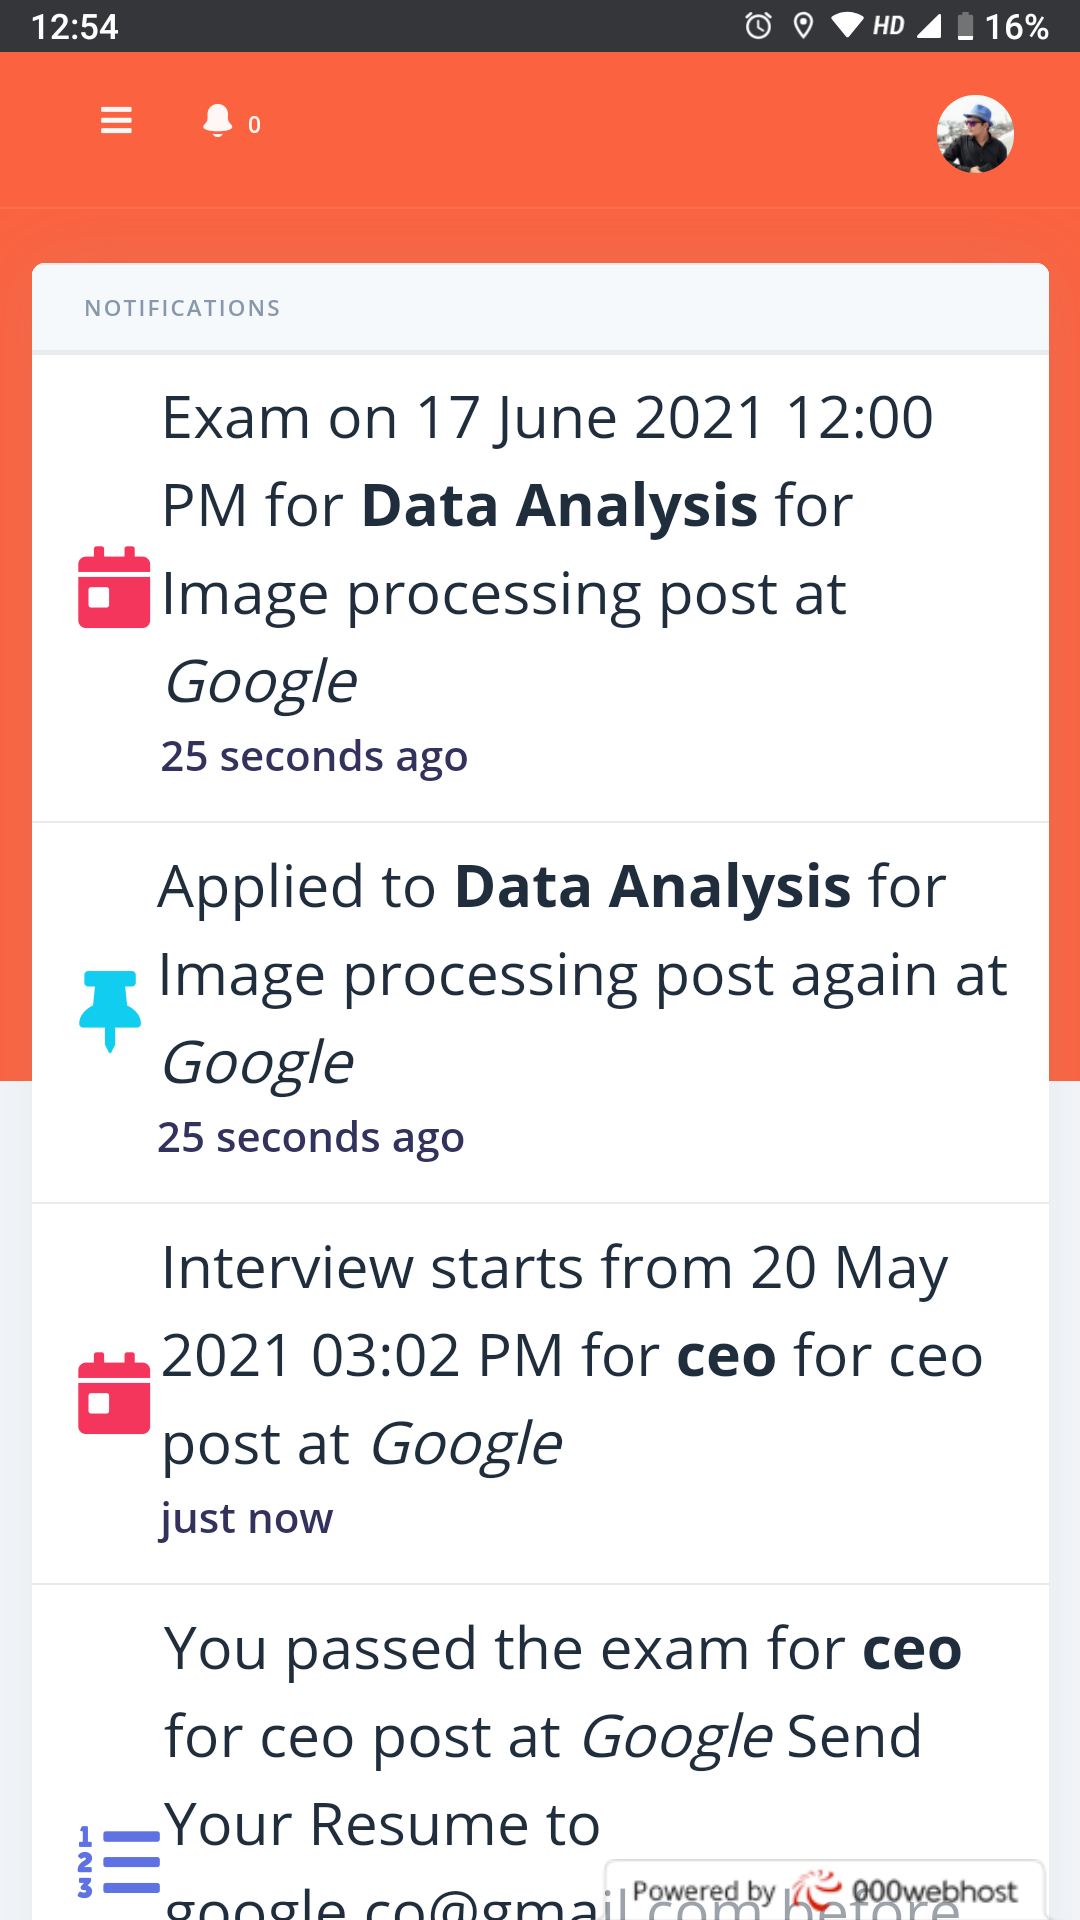 12:54 HD 16%
0
NOTIFICATIONS
Exam on 17 June 2021 12:00
PM for Data Analysis for
Image processing post at
Google
25 seconds ago
Applied to Data Analysis for
Image processing post again at
Google
25 seconds ago
Interview starts from 20 May
2021 03:02 PM for ceo for ceo
post at Google
just now
You passed the exam for ceo
for ceo post at Google Send
Your Resume to
google.co@gmail.com before
1
2
3
Powered by 000webhost